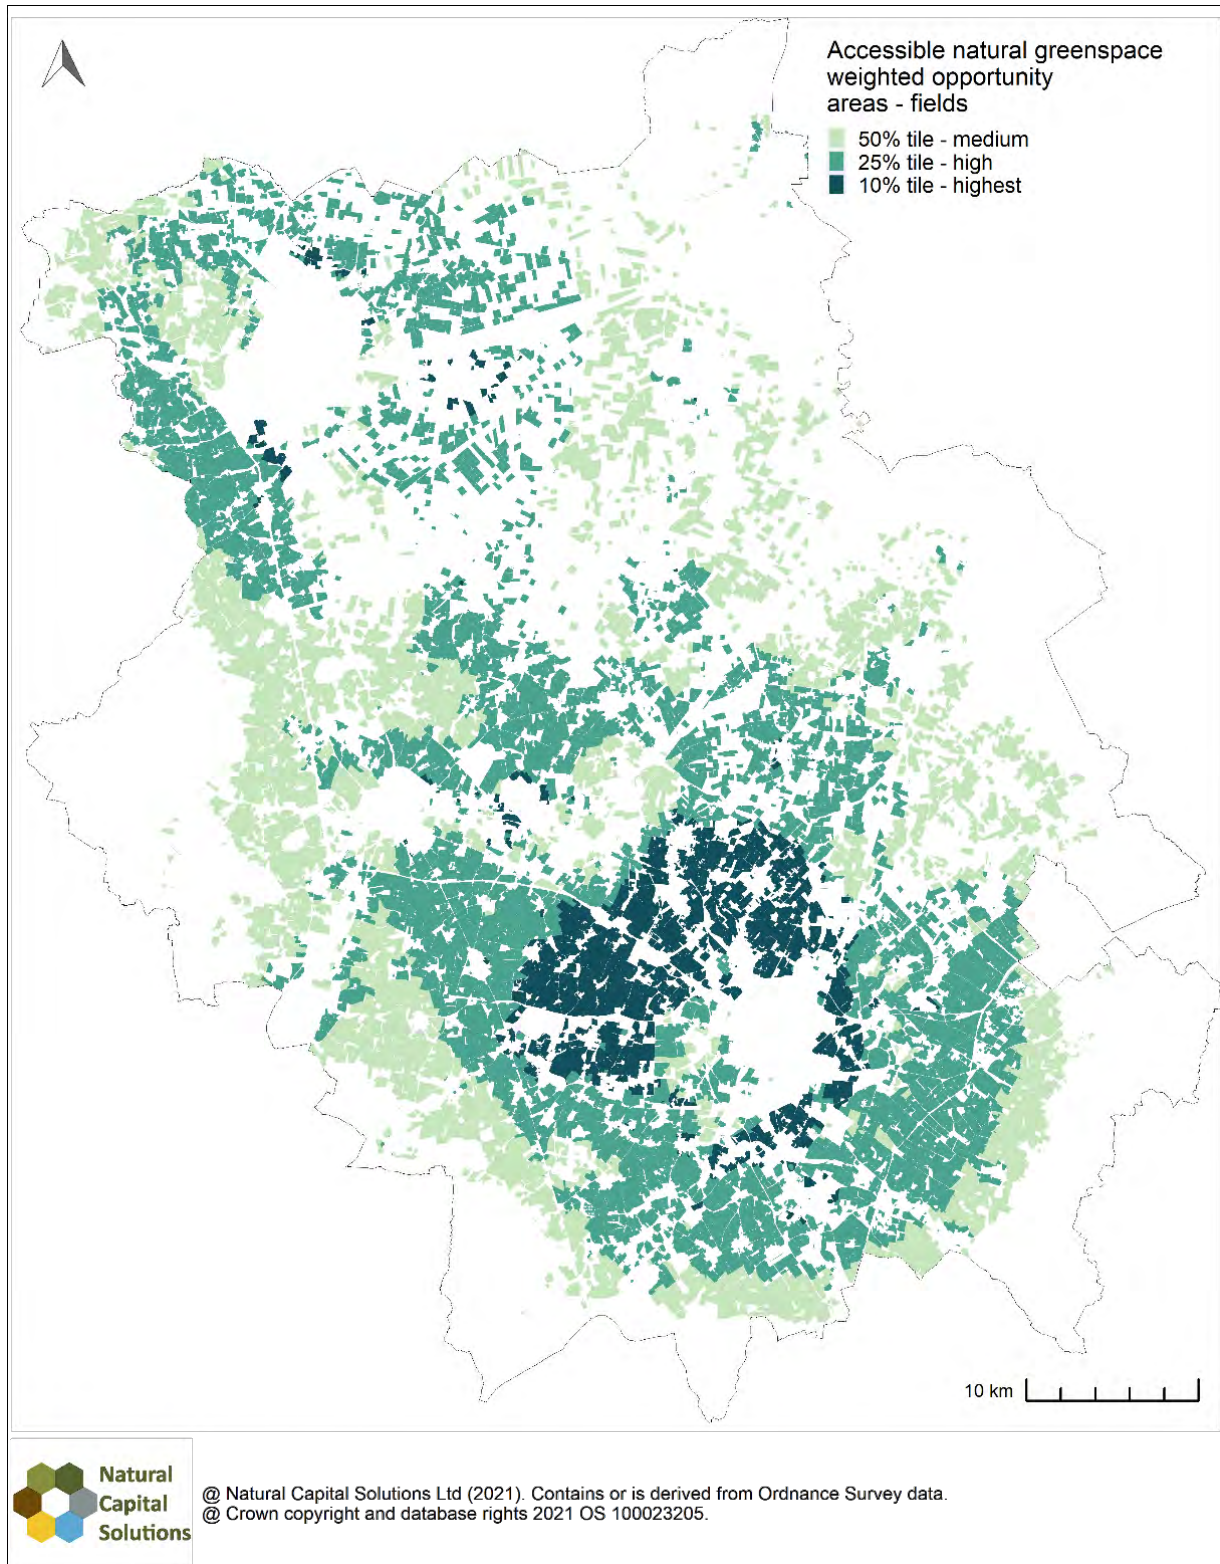 Accessible natural greenspace
weighted opportunity
areas - fields
50% tile - medium
25% tile - high
10% tile - highest
10 km
Natural
Capital
Solutions
@ Natural Capital Solutions Ltd (2021). Contains or is derived from Ordnance Survey data.
@ Crown copyright and database rights 2021 OS 100023205.